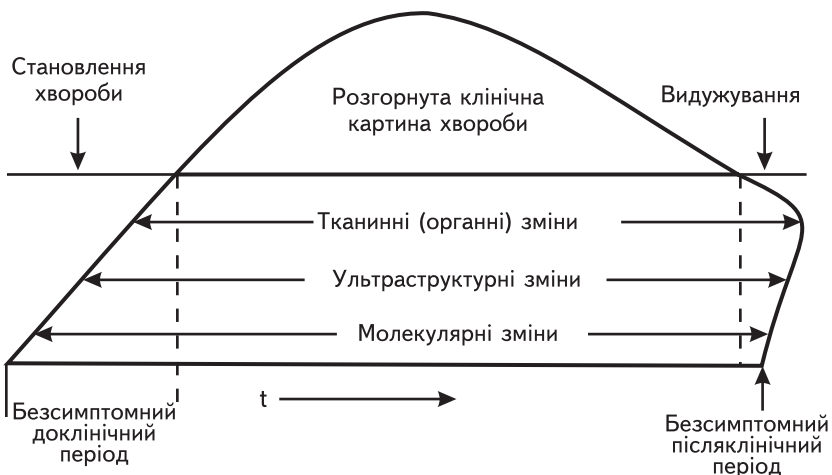 Становлення
хвороби
Розгорнута клінічна
картина хвороби
Видужування
Тканинні (органні) зміни
Ультраструктурні зміни
Молекулярні зміни
t
Безсимптомний
доклінічний
період
Безсимптомний
післяклінічний
період